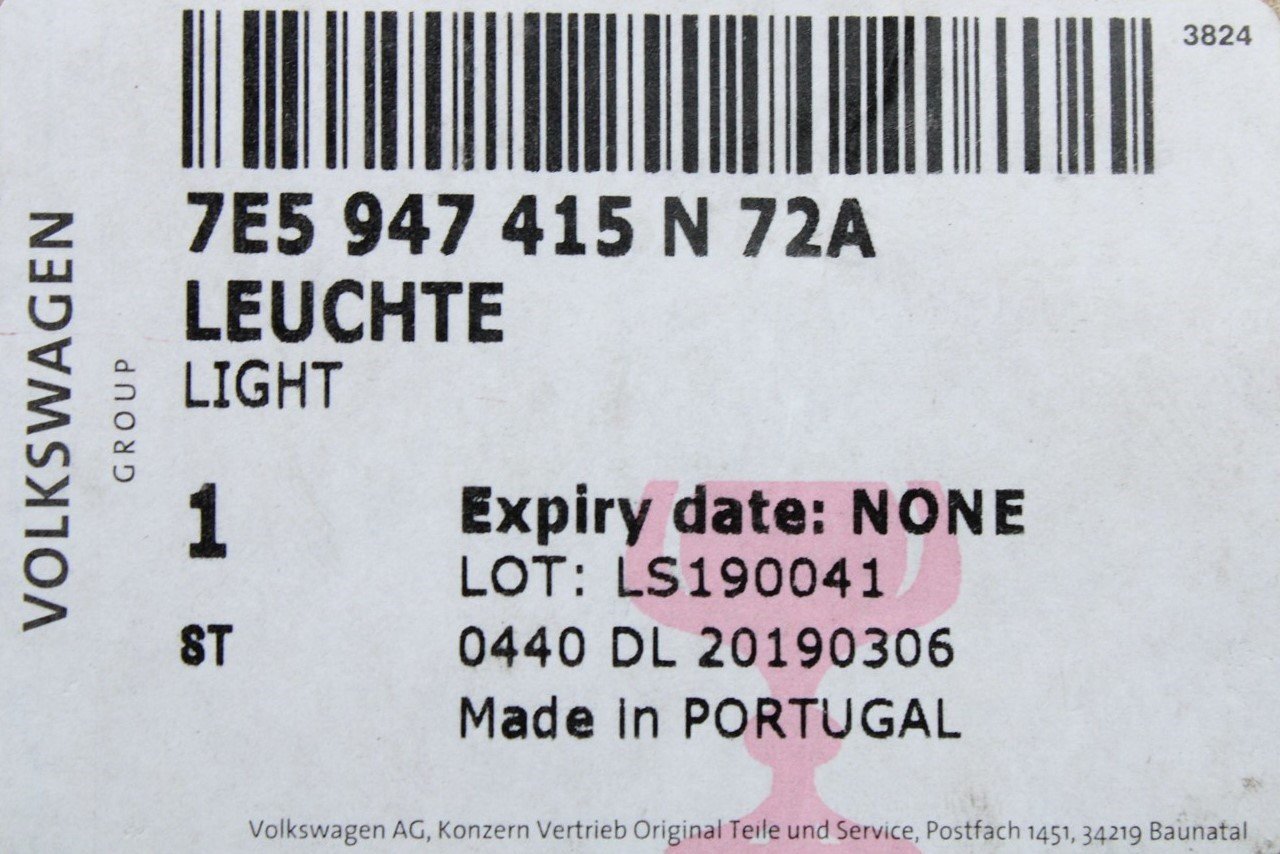 3824
7E5 947 415 N 72A
LEUCHTE
LIGHT
VOLKSWAGEN
GROUP
1
ST
Expiry date: NONE
LOT: LS190041
0440 DL 20190306
Made in PORTUGAL
Volkswagen AG, Konzern Vertrieb Original Teile und Service, Postfach 1451, 34219 Baunatal